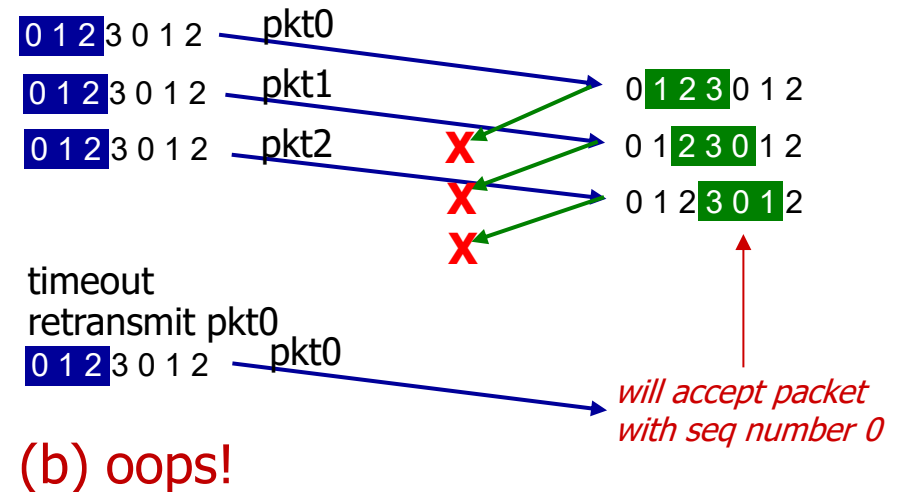 0 1 2 3 0 1 2 pkt0
0 1 2 3 0 1 2
0 1 2 3 0 1 2 pkt1
X 0 1 2 3 0 1 2
0 1 2 3 0 1 2 pkt2
X 0 1 2 3 0 1 2
X
timeout
retransmit pkt0
0 1 2 3 0 1 2 pkt0
will accept packet
with seq number 0
(b) oops!